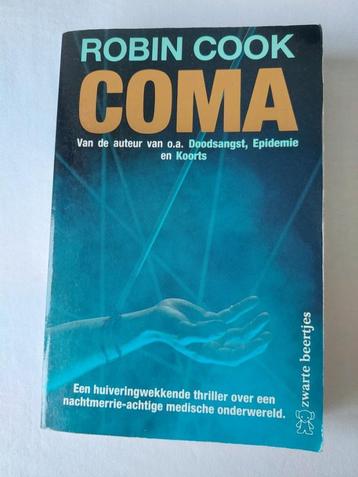 ROBIN COOK
COMA
Van de auteur van o.a. Doodsangst, Epidemie
en Koorts
Een huiveringwekkende thriller over een
nachtmerrie-achtige medische onderwereld.
zwarte beertjes